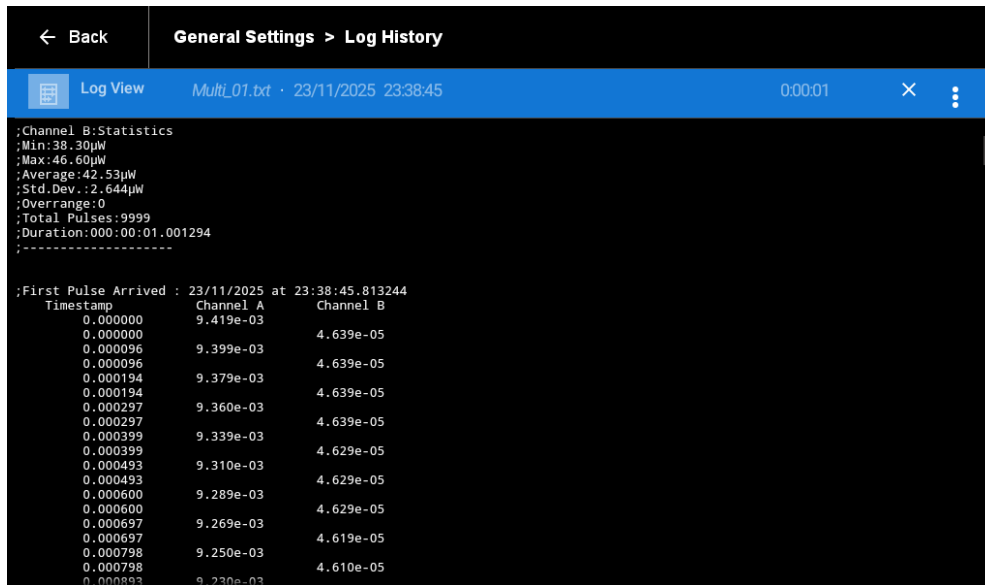 ← Back General Settings > Log History
Log View Multi_01.txt · 23/11/2025 23:38:45 0:00:01 ✕
;Channel B:Statistics
;Min:38.30µW
;Max:46.60µW
;Average:42.53µW
;Std.Dev.:2.644µW
;Overrange:0
;Total Pulses:9999
;Duration:000:00:01.001294
;--------------------
;First Pulse Arrived : 23/11/2025 at 23:38:45.813244
Timestamp Channel A Channel B
0.000000 9.419e-03
0.000000 4.639e-05
0.000096 9.399e-03
0.000096 4.639e-05
0.000194 9.379e-03
0.000194 4.639e-05
0.000297 9.360e-03
0.000297 4.639e-05
0.000399 9.339e-03
0.000399 4.629e-05
0.000493 9.310e-03
0.000493 4.629e-05
0.000600 9.289e-03
0.000600 4.629e-05
0.000697 9.269e-03
0.000697 4.619e-05
0.000798 9.250e-03
0.000798 4.610e-05
0.000893 9.230e-03